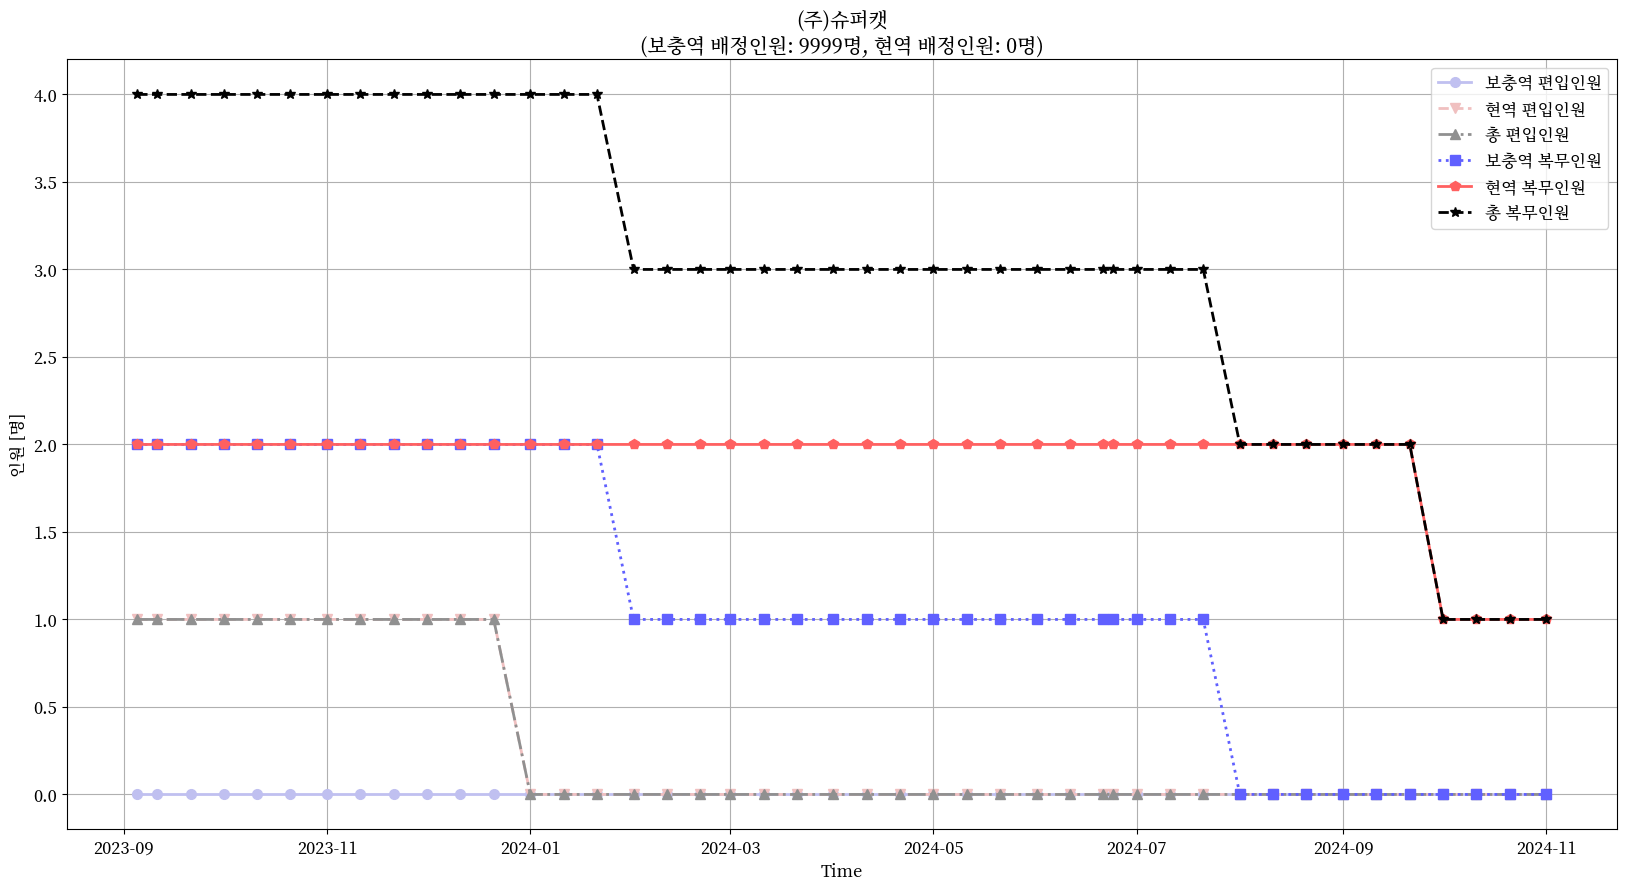 (주)슈퍼캣
(보충역 배정인원: 9999명, 현역 배정인원: 0명)
보충역 편입인원
현역 편입인원
총 편입인원
보충역 복무인원
현역 복무인원
총 복무인원
인원 [명]
4.0
3.5
3.0
2.5
2.0
1.5
1.0
0.5
0.0
2023-09
2023-11
2024-01
2024-03
2024-05
2024-07
2024-09
2024-11
Time